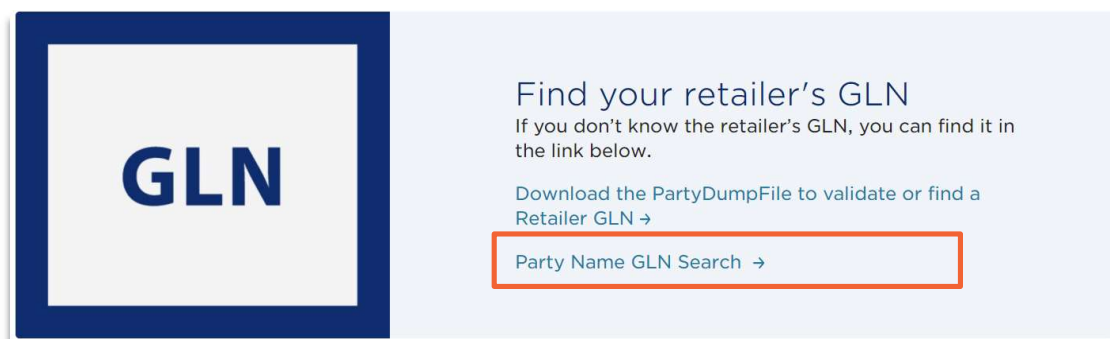 GLN
Find your retailer's GLN
If you don't know the retailer's GLN, you can find it in
the link below.
Download the PartyDumpFile to validate or find a
Retailer GLN →
Party Name GLN Search →